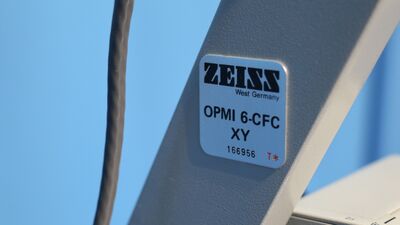 ZEISS
West Germany
OPMI 6-CFC
XY
166956 T*